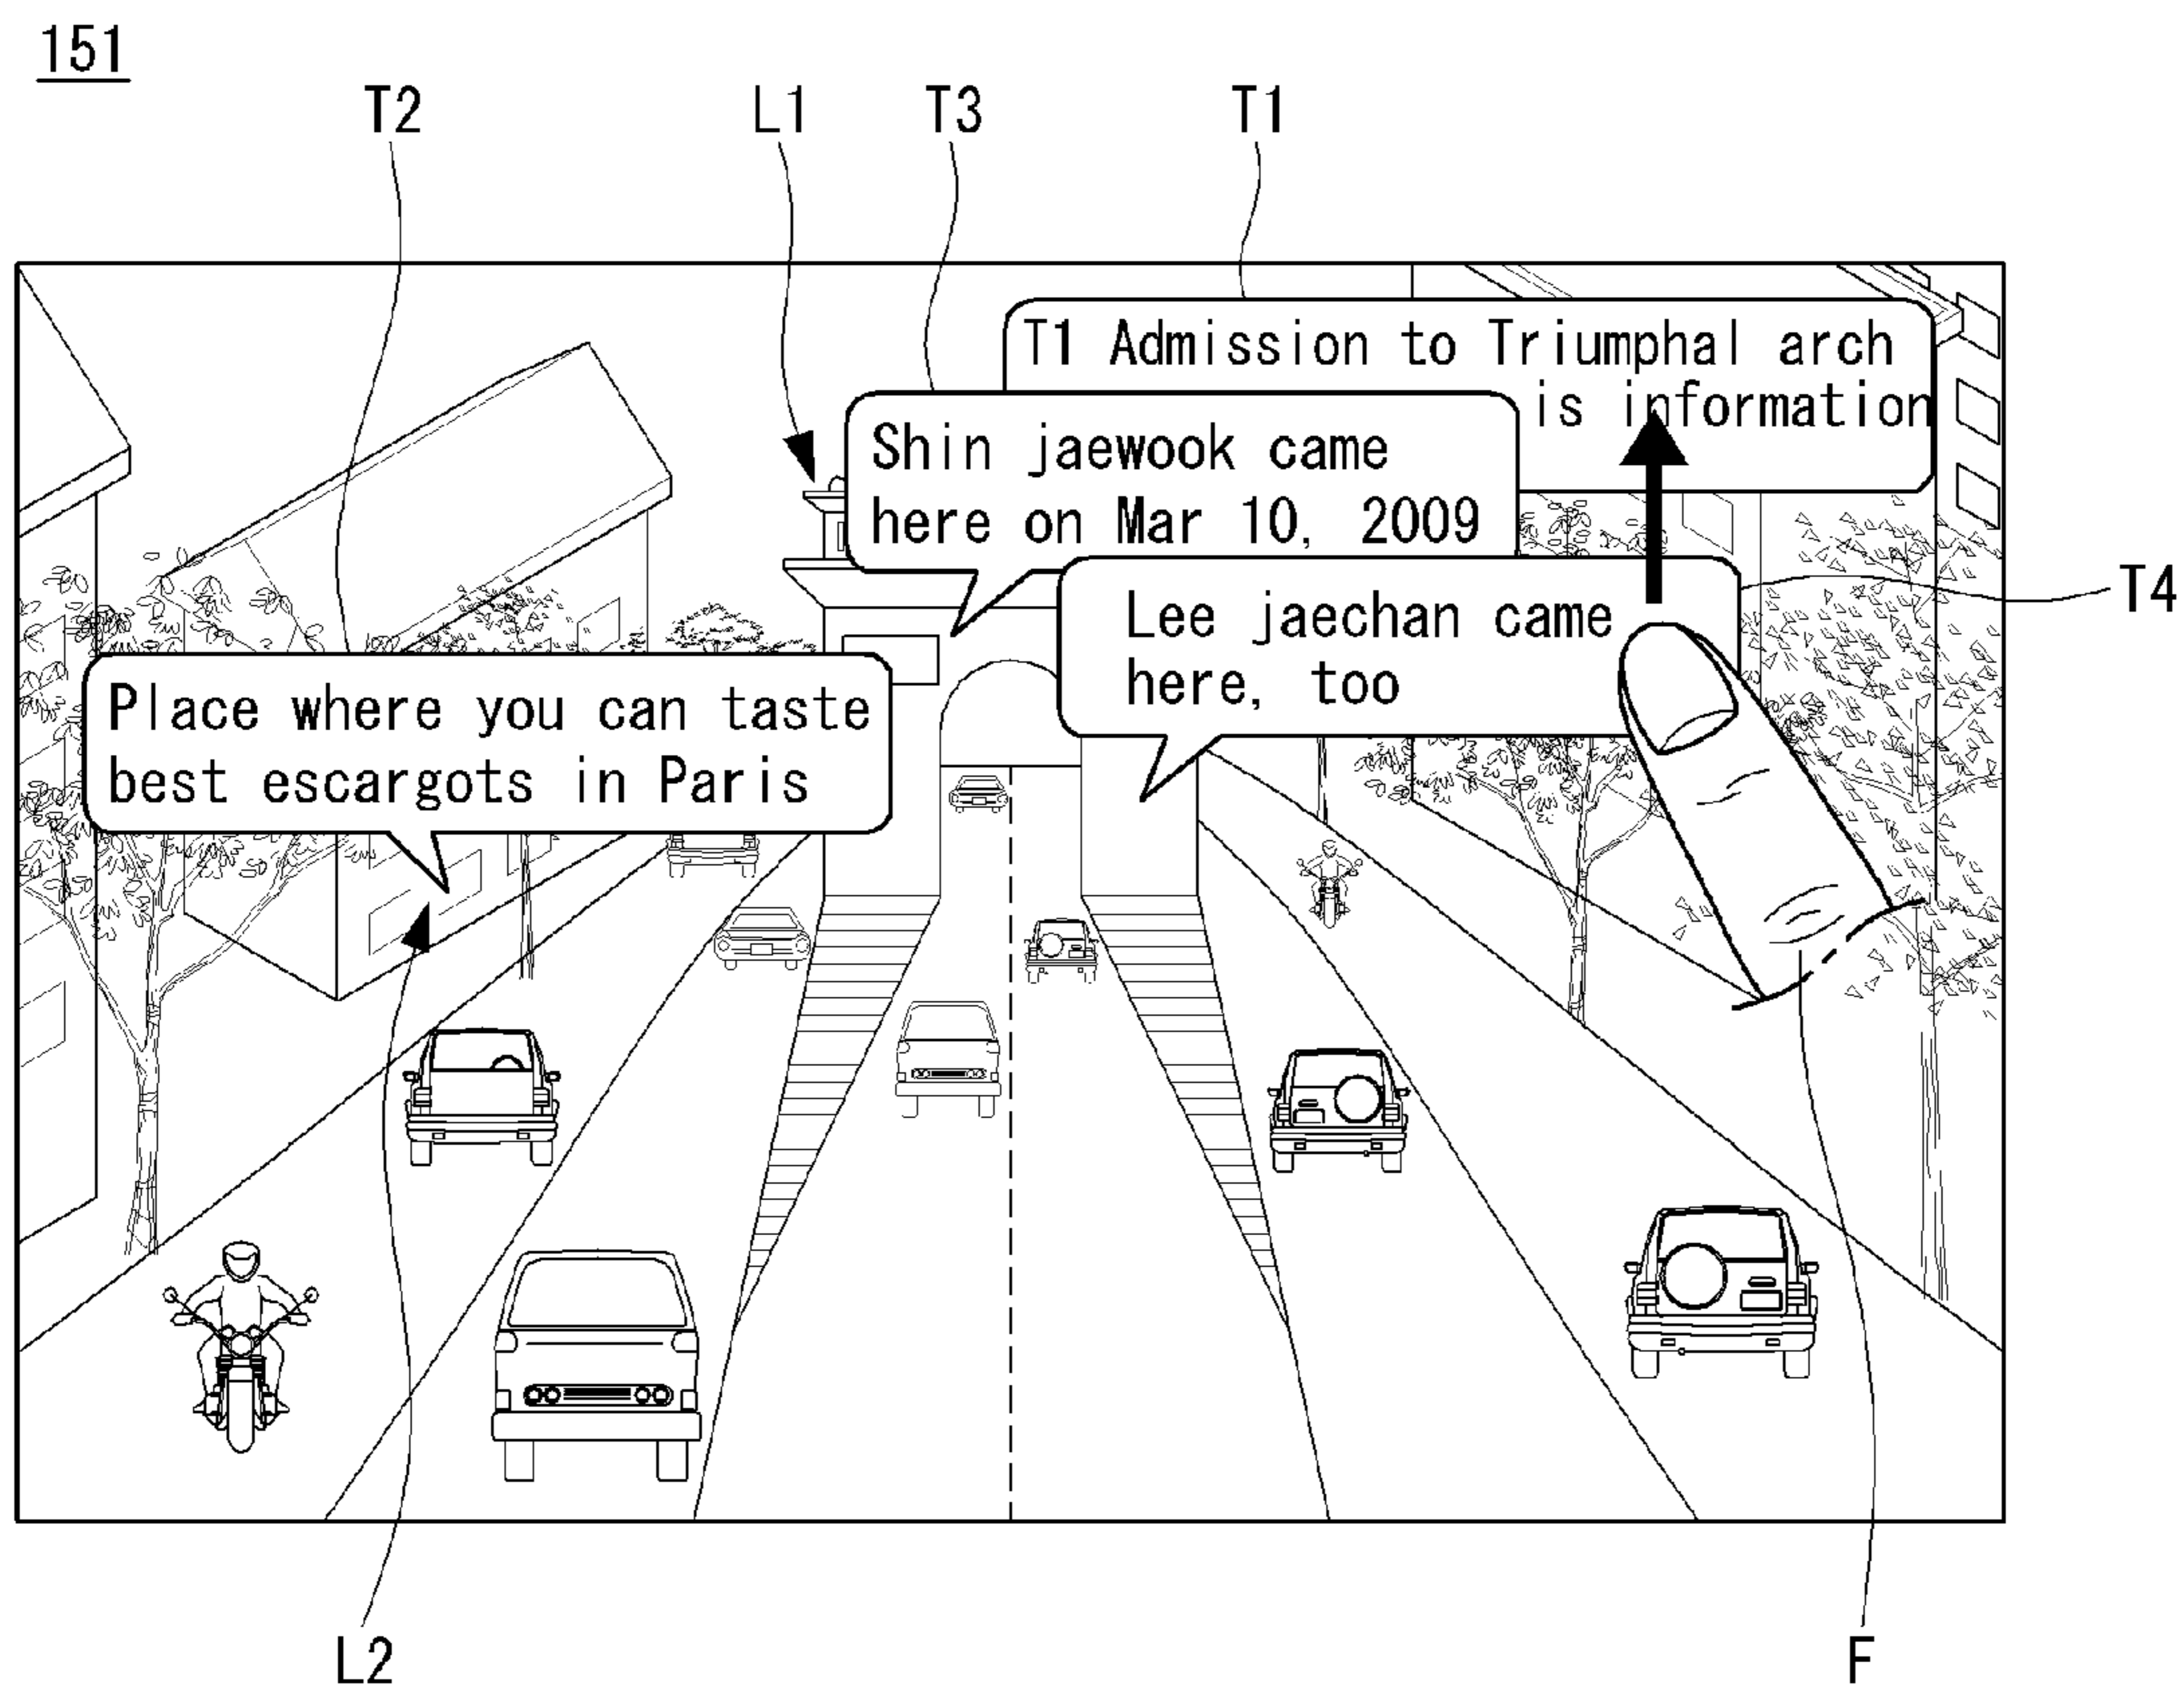 151
T2
L1
T3
T1
T1 Admission to Triumphal arch
is information
Shin jaewook came
here on Mar 10, 2009
Lee jaechan came
here, too
T4
Place where you can taste
best escargots in Paris
L2
F